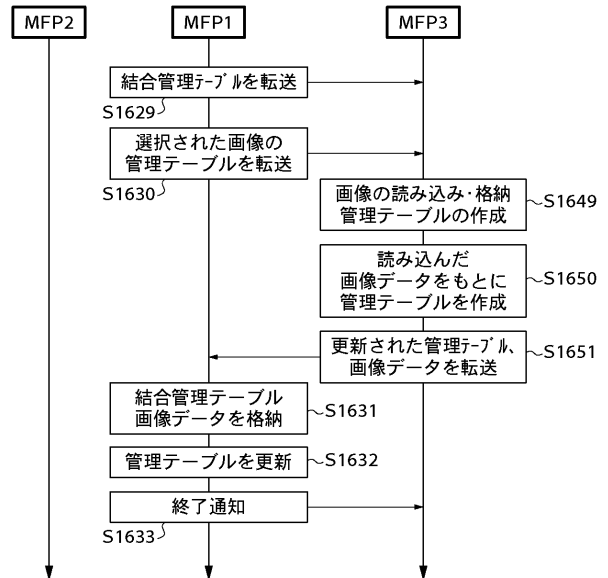 MFP2
MFP1
MFP3
結合管理ﾃｰﾌﾞﾙを転送
S1629
選択された画像の
管理テーブルを転送
S1630
画像の読み込み･格納
管理テーブルの作成
S1649
読み込んだ
画像データをもとに
管理テーブルを作成
S1650
更新された管理ﾃｰﾌﾞﾙ、
画像データを転送
S1651
結合管理テーブル
画像データを格納
S1631
管理テーブルを更新
S1632
終了通知
S1633